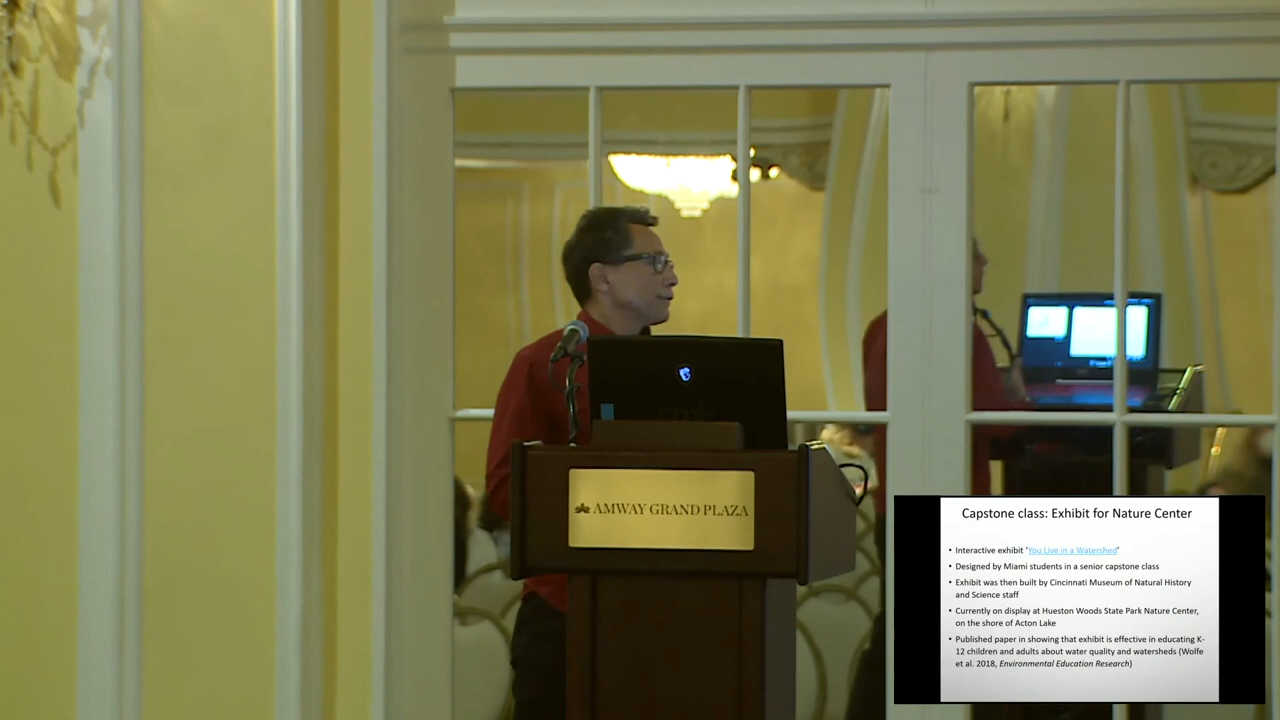 AMWAY GRAND PLAZA
Capstone class: Exhibit for Nature Center
• Interactive exhibit ‘You Live in a Watershed’
• Designed by Miami students in a senior capstone class
• Exhibit was then built by Cincinnati Museum of Natural History
and Science staff
• Currently on display at Hueston Woods State Park Nature Center,
on the shore of Acton Lake
• Published paper in showing that exhibit is effective in educating K-
12 children and adults about water quality and watersheds (Wolfe
et al. 2018, Environmental Education Research)